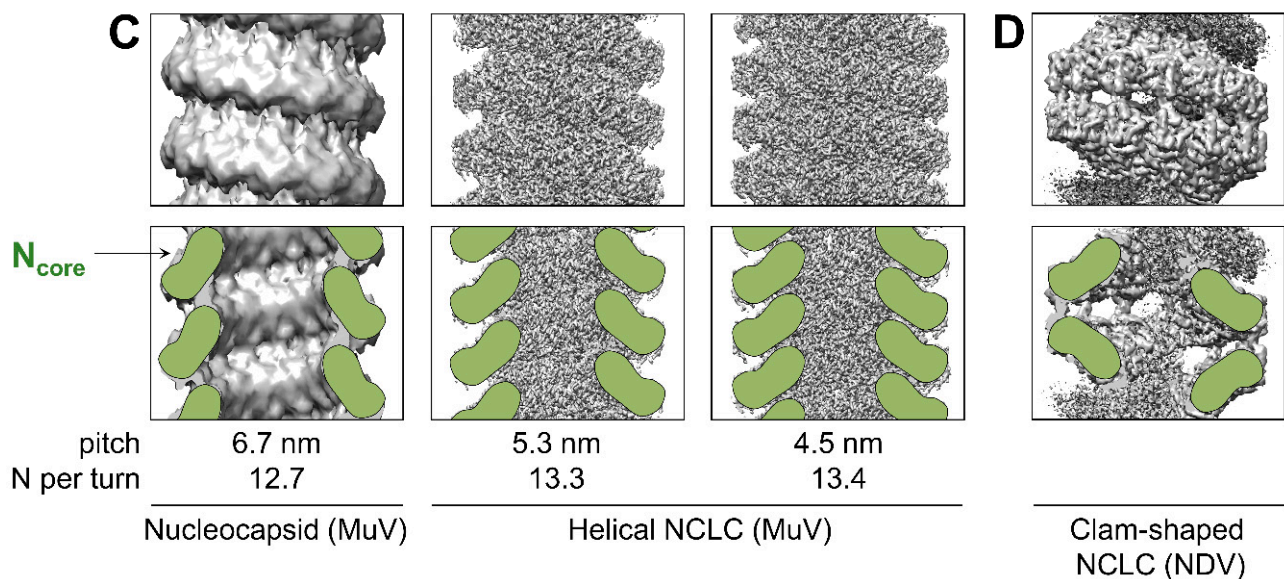 C
D
N core
pitch 6.7 nm 5.3 nm 4.5 nm
N per turn 12.7 13.3 13.4
Nucleocapsid (MuV) Helical NCLC (MuV) Clam-shaped
NCLC (NDV)